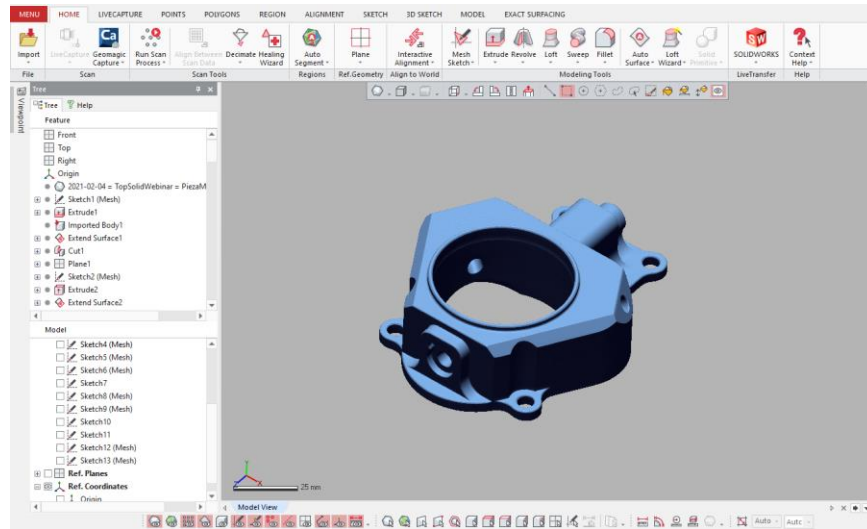 MENU HOME LIVECAPTURE POINTS POLYGONS REGION ALIGNMENT SKETCH 3D SKETCH MODEL EXACT SURFACING
Import LiveCapture Geomagic Capture Run Scan Process Align Between Scan Data Decimate Healing Wizard Auto Segment Plane Interactive Alignment Mesh Sketch Extrude Revolve Loft Sweep Fillet Auto Surface Loft Wizard Solid Primitive SOLIDWORKS Context Help
File Scan Scan Tools Regions Ref.Geometry Align to World Modeling Tools LiveTransfer Help
Viewpoint
Tree
Tree Help
Feature
Front
Top
Right
Origin
2021-02-04 = TopSolidWebinar = PiezaM
Sketch1 (Mesh)
Extrude1
Imported Body1
Extend Surface1
Cut1
Plane1
Sketch2 (Mesh)
Extrude2
Extend Surface2
Model
Sketch4 (Mesh)
Sketch5 (Mesh)
Sketch6 (Mesh)
Sketch7
Sketch8 (Mesh)
Sketch9 (Mesh)
Sketch10
Sketch11
Sketch12 (Mesh)
Sketch13 (Mesh)
Ref. Planes
Ref. Coordinates
Origin
25 mm
Model View
Auto Autc